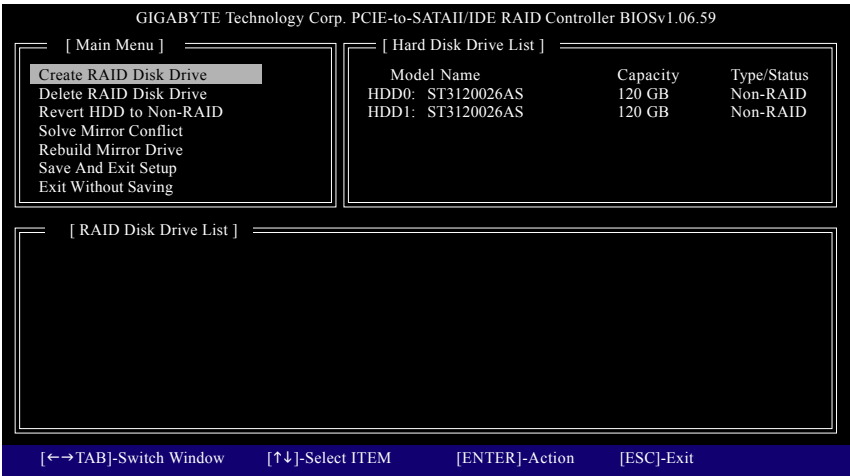 GIGABYTE Technology Corp. PCIE-to-SATAII/IDE RAID Controller BIOSv1.06.59
[ Main Menu ]
Create RAID Disk Drive
Delete RAID Disk Drive
Revert HDD to Non-RAID
Solve Mirror Conflict
Rebuild Mirror Drive
Save And Exit Setup
Exit Without Saving
[ Hard Disk Drive List ]
Model Name Capacity Type/Status
HDD0: ST3120026AS 120 GB Non-RAID
HDD1: ST3120026AS 120 GB Non-RAID
[ RAID Disk Drive List ]
[←→TAB]-Switch Window [↑↓]-Select ITEM [ENTER]-Action [ESC]-Exit